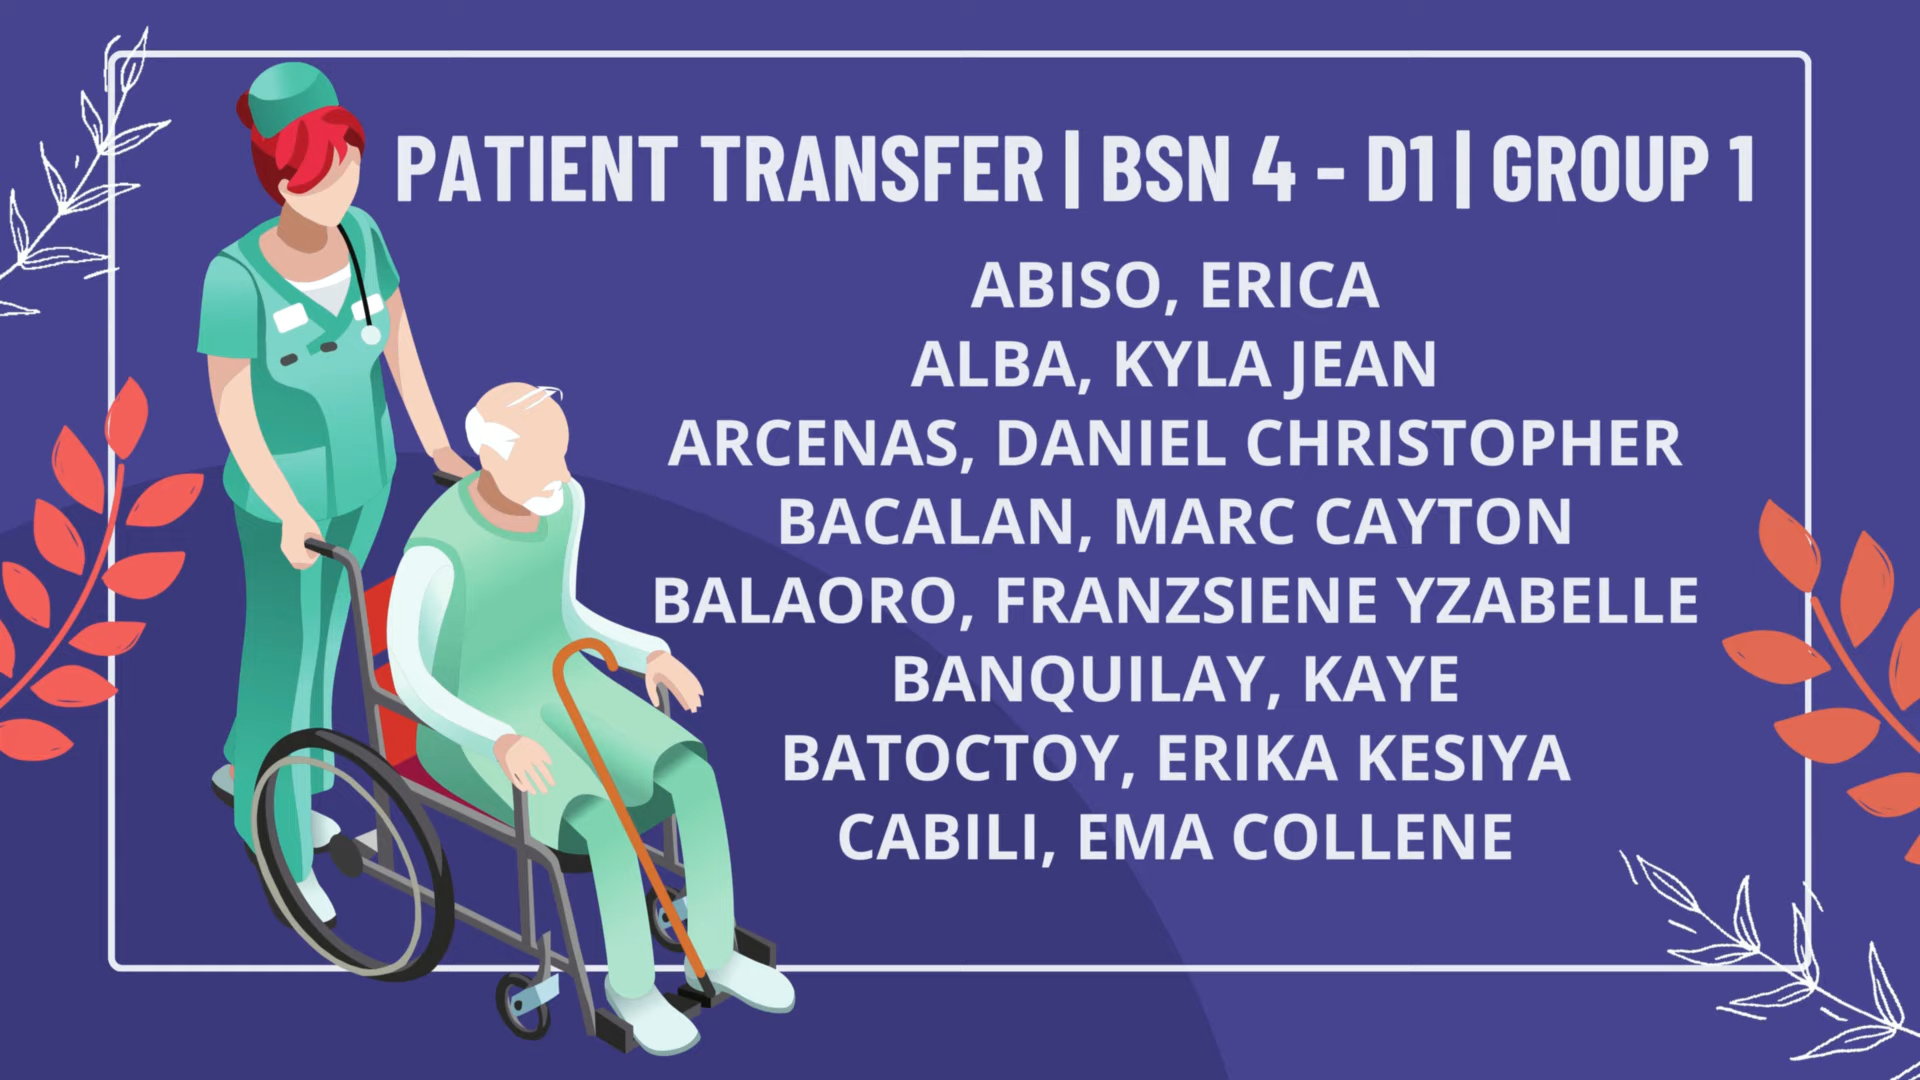 PATIENT TRANSFER | BSN 4 - D1 | GROUP 1
ABISO, ERICA
ALBA, KYLA JEAN
ARCENAS, DANIEL CHRISTOPHER
BACALAN, MARC CAYTON
BALAORO, FRANZSIENE YZABELLE
BANQUILAY, KAYE
BATOCTOY, ERIKA KESIYA
CABILI, EMA COLLENE